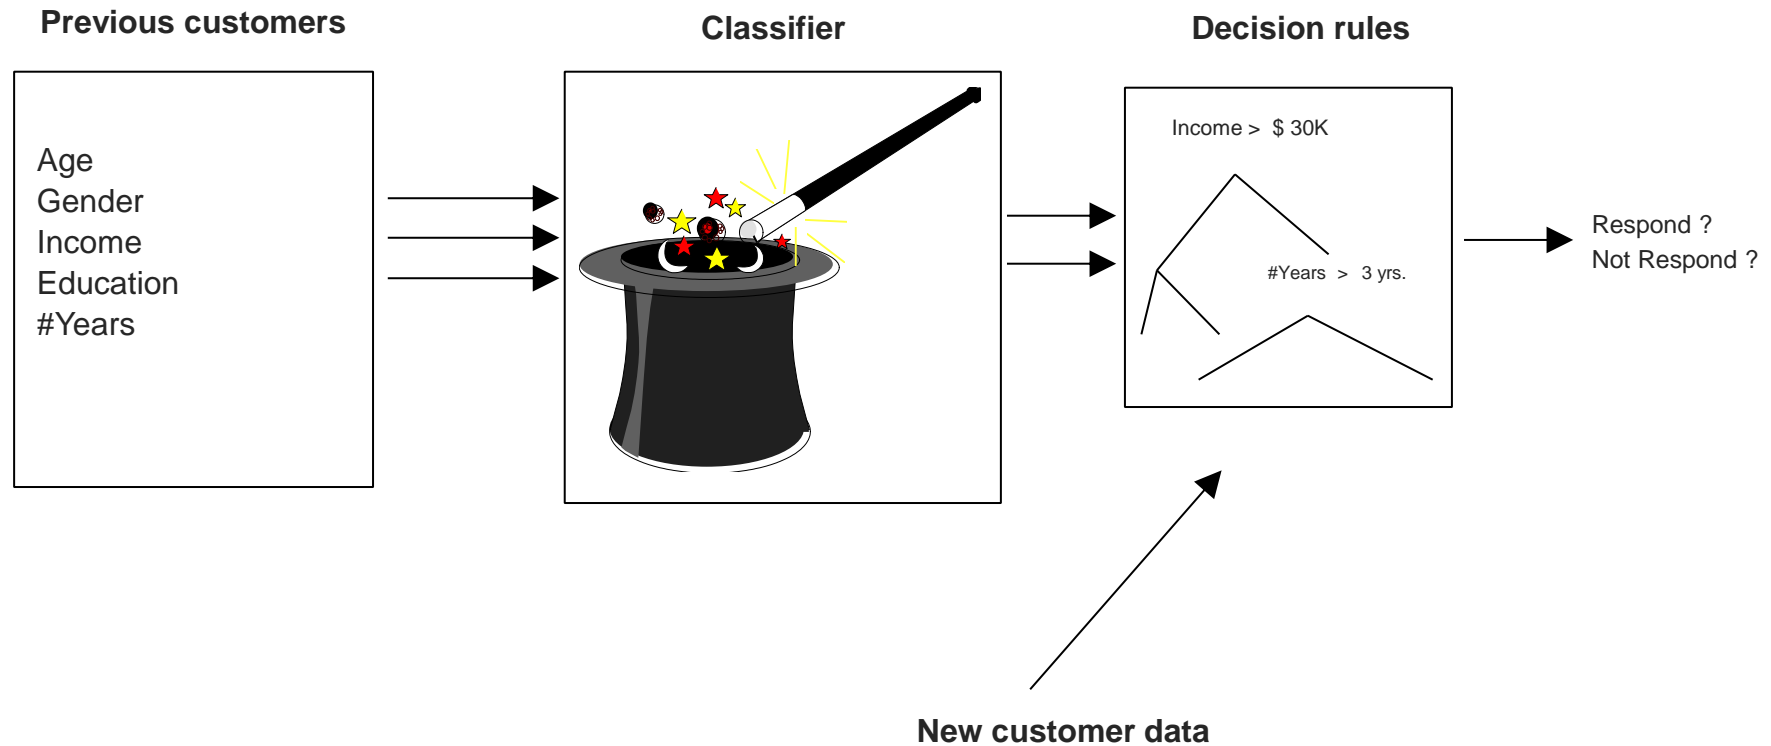 Previous customers
Classifier
Decision rules
Age
Gender
Income
Education
#Years
Income > $ 30K
#Years > 3 yrs.
Respond ?
Not Respond ?
New customer data